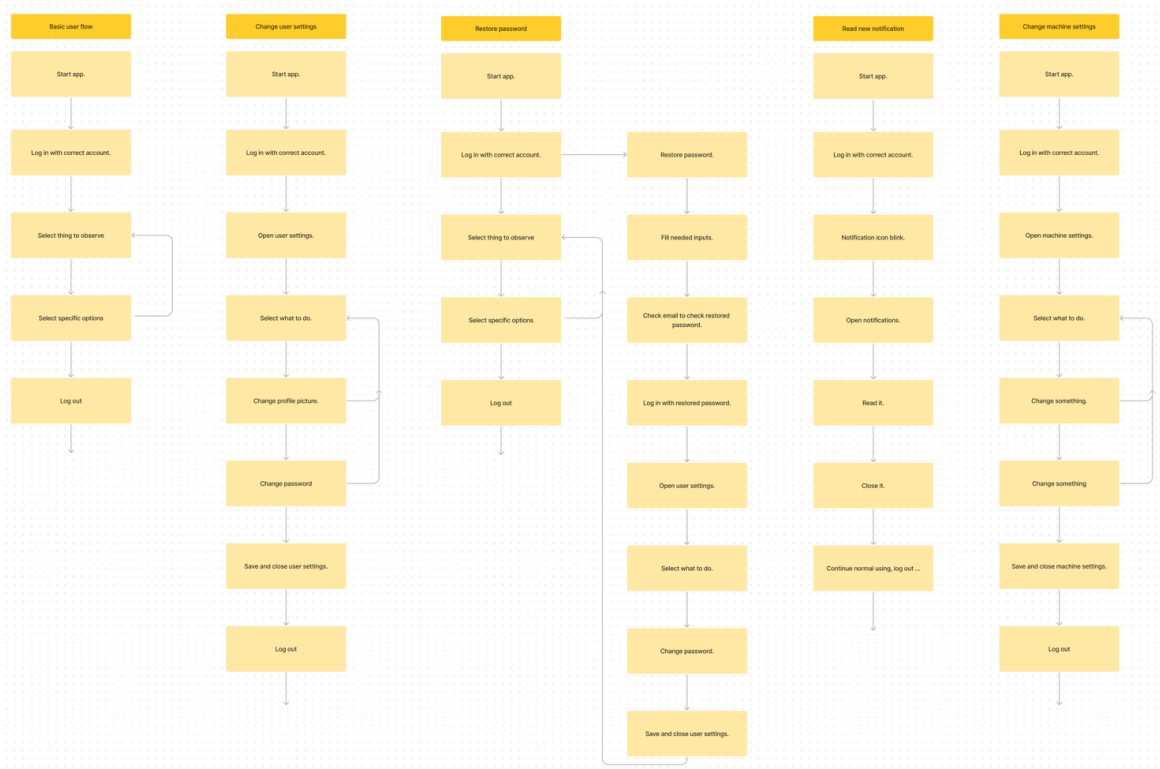 Basic user flow
Start app.
Log in with correct account.
Select thing to observe
Select specific options
Log out
Change user settings
Start app.
Log in with correct account.
Open user settings.
Select what to do.
Change profile picture.
Change password
Save and close user settings.
Log out
Restore password
Start app.
Log in with correct account.
Select thing to observe
Select specific options
Log out
Restore password.
Fill needed inputs.
Check email to check restored
password.
Log in with restored password.
Open user settings.
Select what to do.
Change password.
Save and close user settings.
Read new notification
Start app.
Log in with correct account.
Notification icon blink.
Open notifications.
Read it.
Close it.
Continue normal using, log out ...
Change machine settings
Start app.
Log in with correct account.
Open machine settings.
Select what to do.
Change something.
Change something
Save and close machine settings.
Log out